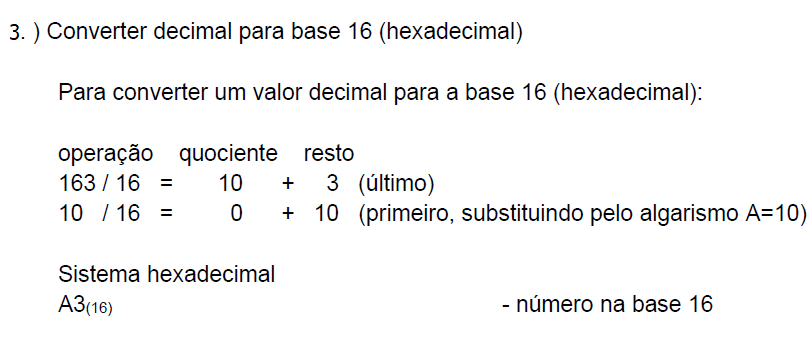 3. ) Converter decimal para base 16 (hexadecimal)
Para converter um valor decimal para a base 16 (hexadecimal):
operação quociente resto
163 / 16 = 10 + 3 (último)
10 / 16 = 0 + 10 (primeiro, substituindo pelo algarismo A=10)
Sistema hexadecimal
A3(16) - número na base 16